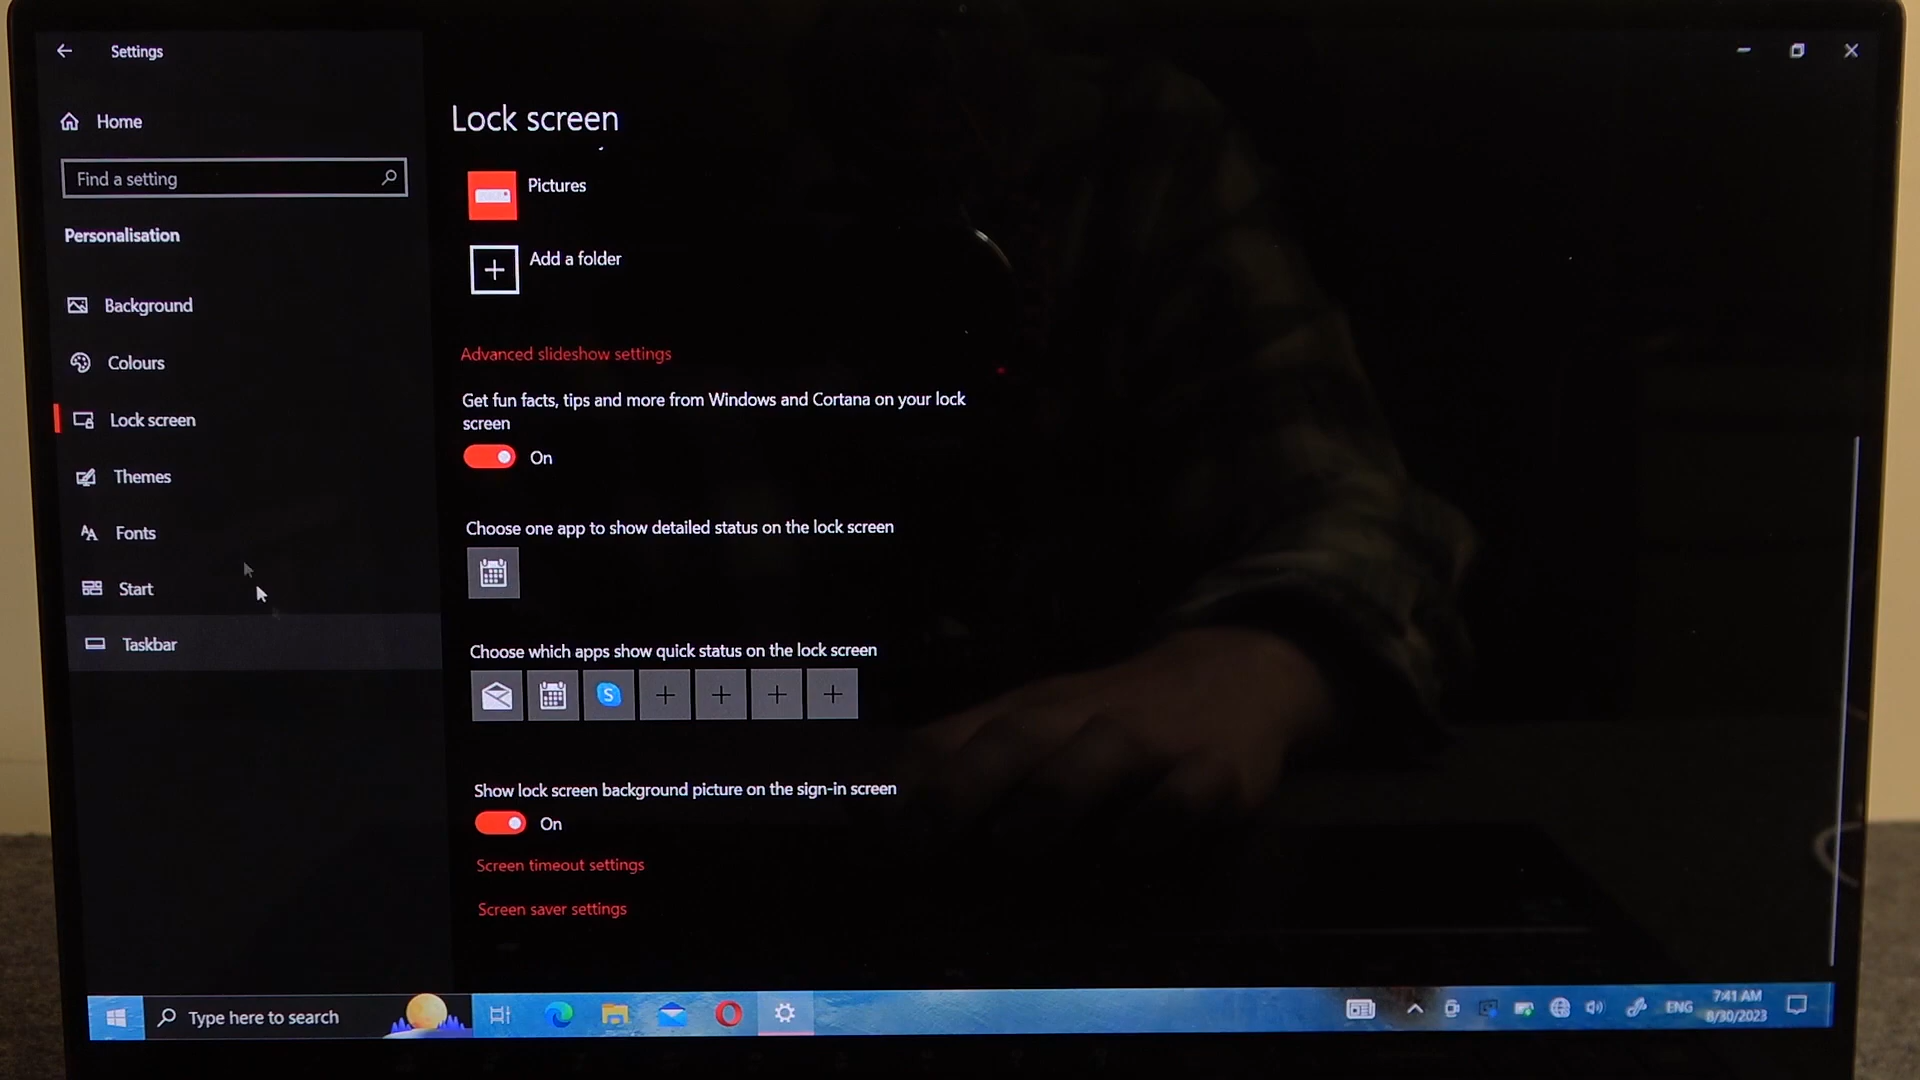 Settings
Home
Find a setting
Personalisation
Background
Colours
Lock screen
Themes
Fonts
Start
Taskbar
Lock screen
Pictures
Add a folder
Advanced slideshow settings
Get fun facts, tips and more from Windows and Cortana on your lock
screen
On
Choose one app to show detailed status on the lock screen
Choose which apps show quick status on the lock screen
S
Show lock screen background picture on the sign-in screen
On
Screen timeout settings
Screen saver settings
Type here to search
ENG
7:41 AM
8/30/2023